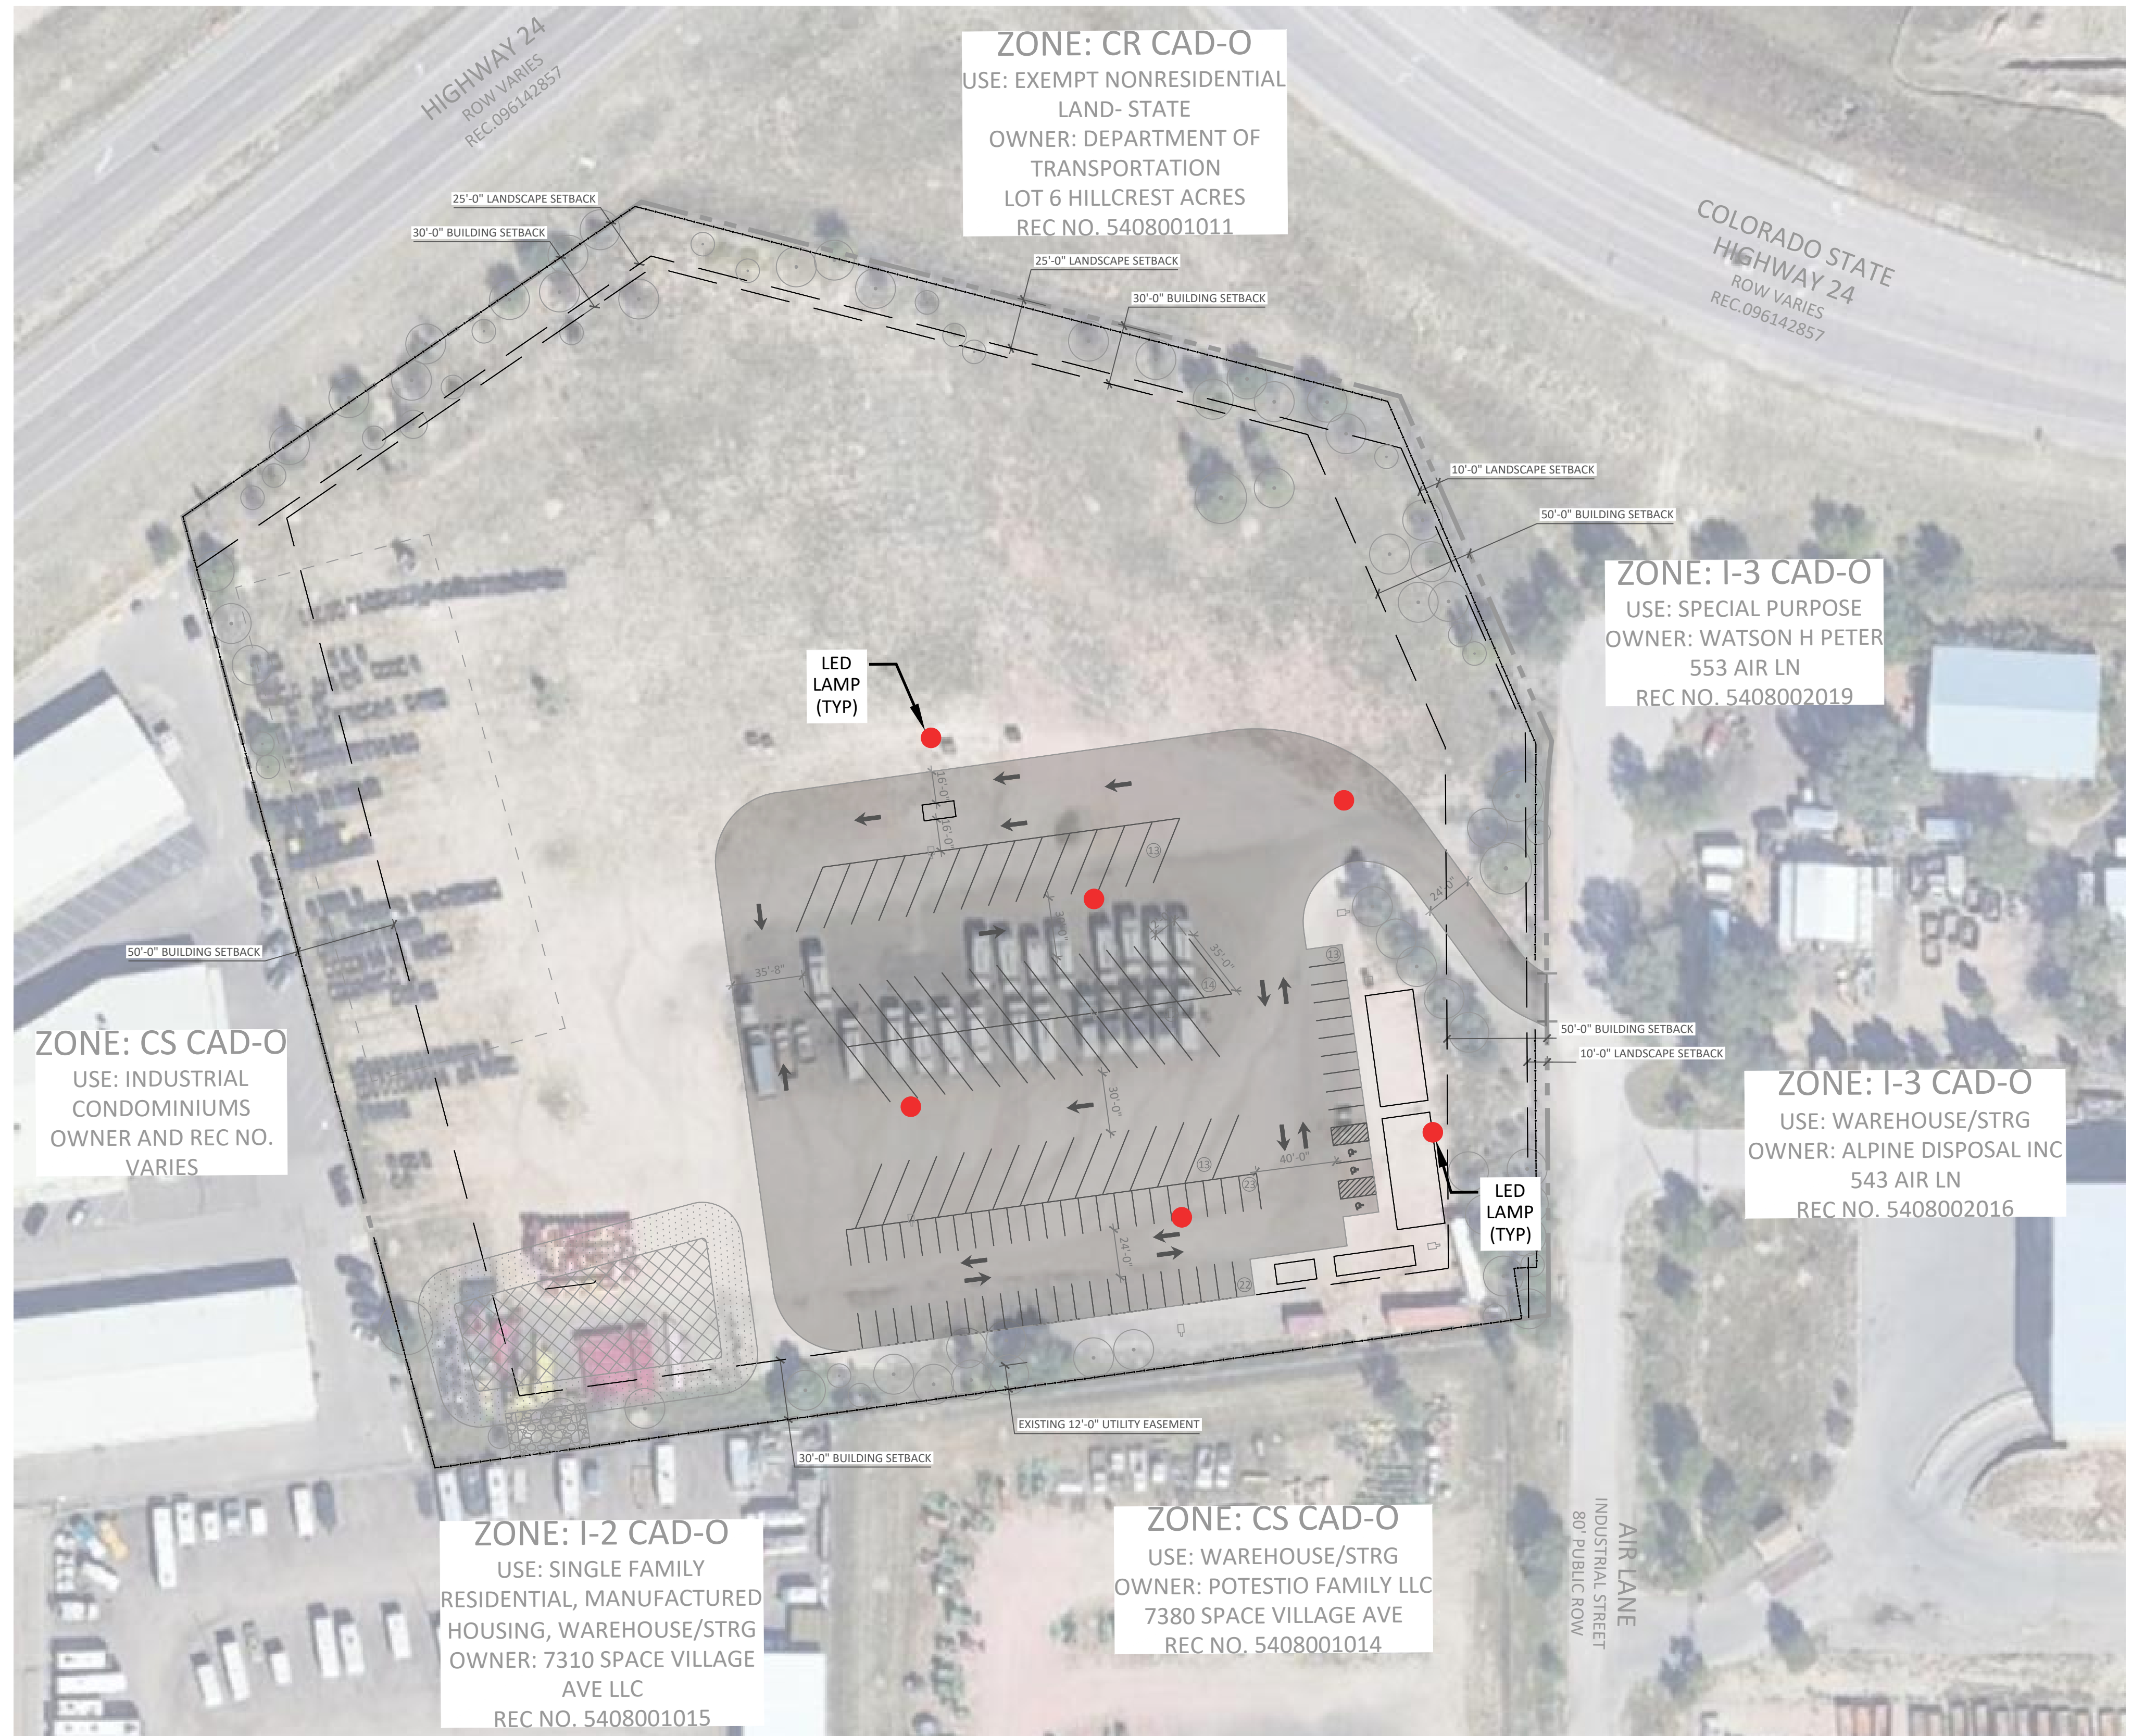 HIGHWAY 24
ROW VARIES
REC.096142857
ZONE: CR CAD-O
USE: EXEMPT NONRESIDENTIAL
LAND- STATE
OWNER: DEPARTMENT OF
TRANSPORTATION
LOT 6 HILLCREST ACRES
REC NO. 5408001011
COLORADO STATE
HIGHWAY 24
ROW VARIES
REC.096142857
25'-0" LANDSCAPE SETBACK
30'-0" BUILDING SETBACK
25'-0" LANDSCAPE SETBACK
30'-0" BUILDING SETBACK
10'-0" LANDSCAPE SETBACK
50'-0" BUILDING SETBACK
ZONE: I-3 CAD-O
USE: SPECIAL PURPOSE
OWNER: WATSON H PETER
553 AIR LN
REC NO. 5408002019
LED
LAMP
(TYP)
16'-0"
16'-0"
13
24'-0"
30'-0"
35'-0"
35'-8"
13
14
50'-0" BUILDING SETBACK
ZONE: CS CAD-O
USE: INDUSTRIAL
CONDOMINIUMS
OWNER AND REC NO.
VARIES
50'-0" BUILDING SETBACK
10'-0" LANDSCAPE SETBACK
ZONE: I-3 CAD-O
USE: WAREHOUSE/STRG
OWNER: ALPINE DISPOSAL INC
543 AIR LN
REC NO. 5408002016
30'-0"
40'-0"
13
23
LED
LAMP
(TYP)
24'-0"
22
EXISTING 12'-0" UTILITY EASEMENT
30'-0" BUILDING SETBACK
ZONE: I-2 CAD-O
USE: SINGLE FAMILY
RESIDENTIAL, MANUFACTURED
HOUSING, WAREHOUSE/STRG
OWNER: 7310 SPACE VILLAGE
AVE LLC
REC NO. 5408001015
ZONE: CS CAD-O
USE: WAREHOUSE/STRG
OWNER: POTESTIO FAMILY LLC
7380 SPACE VILLAGE AVE
REC NO. 5408001014
AIR LANE
INDUSTRIAL STREET
80' PUBLIC ROW